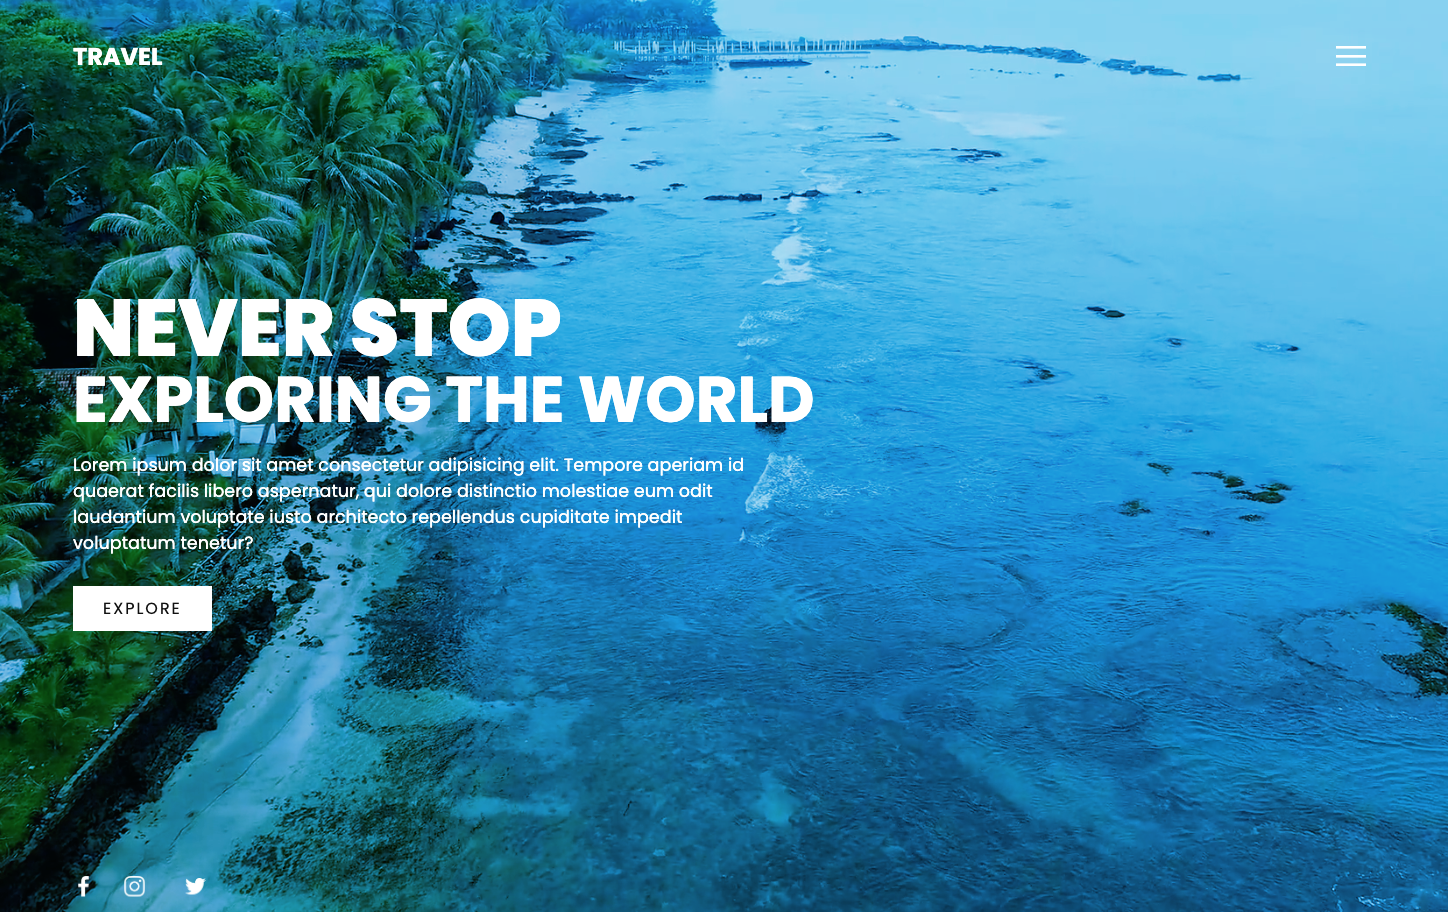 TRAVEL
NEVER STOP
EXPLORING THE WORLD
Lorem ipsum dolor sit amet consectetur adipisicing elit. Tempore aperiam id
quaerat facilis libero aspernatur, qui dolore distinctio molestiae eum odit
laudantium voluptate iusto architecto repellendus cupiditate impedit
voluptatum tenetur?
EXPLORE